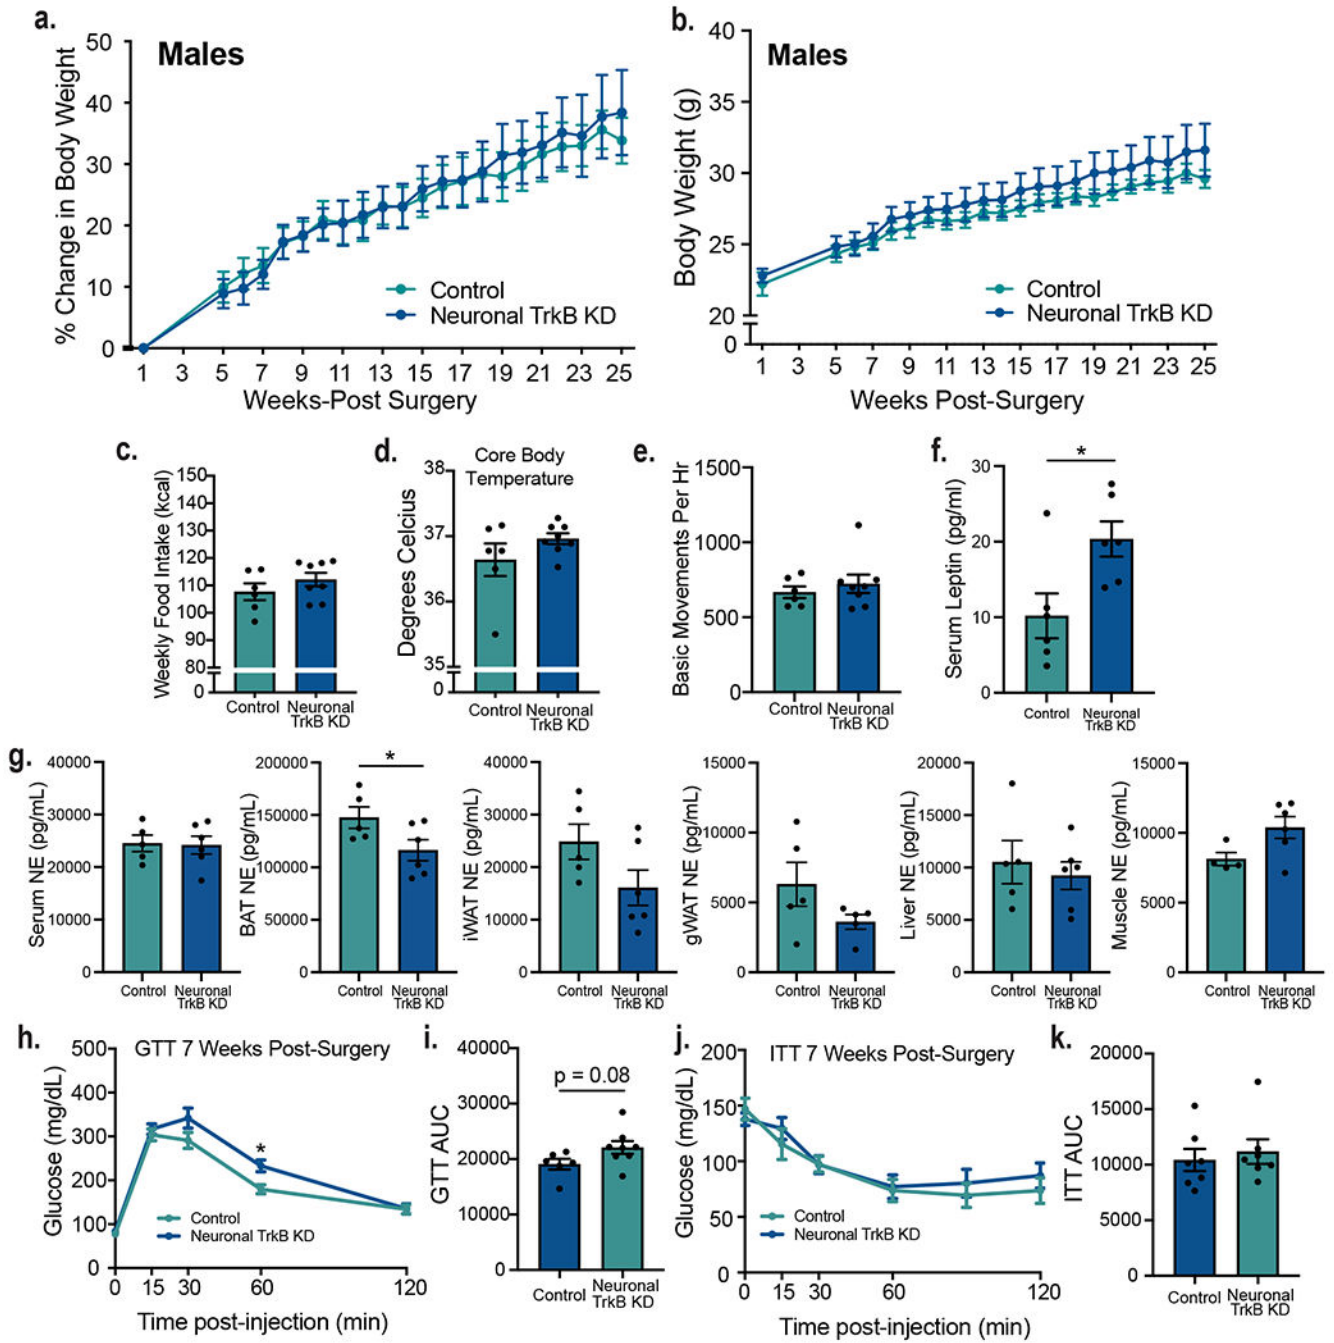 a.
Males
% Change in Body Weight
50
40
30
20
10
0
Control
Neuronal TrkB KD
1 3 5 7 9 11 13 15 17 19 21 23 25
Weeks-Post Surgery
b.
Males
Body Weight (g)
40
35
30
25
20
0
Control
Neuronal TrkB KD
1 3 5 7 9 11 13 15 17 19 21 23 25
Weeks Post-Surgery
c.
Weekly Food Intake (kcal)
150
140
130
120
110
100
90
80
0
Control
Neuronal
TrkB KD
d.
Core Body
Temperature
Degrees Celcius
38
37
36
35
0
Control
Neuronal
TrkB KD
e.
Basic Movements Per Hr
1500
1000
500
0
Control
Neuronal
TrkB KD
f.
Serum Leptin (pg/ml)
30
20
10
0
*
Control
Neuronal
TrkB KD
g.
Serum NE (pg/mL)
40000
30000
20000
10000
0
Control
Neuronal
TrkB KD
BAT NE (pg/mL)
200000
150000
100000
50000
0
*
Control
Neuronal
TrkB KD
iWAT NE (pg/mL)
40000
30000
20000
10000
0
Control
Neuronal
TrkB KD
gWAT NE (pg/mL)
15000
10000
5000
0
Control
Neuronal
TrkB KD
Liver NE (pg/mL)
20000
15000
10000
5000
0
Control
Neuronal
TrkB KD
Muscle NE (pg/mL)
15000
10000
5000
0
Control
Neuronal
TrkB KD
h.
GTT 7 Weeks Post-Surgery
Glucose (mg/dL)
500
400
300
200
100
0
*
Control
Neuronal TrkB KD
0 15 30 60 120
Time post-injection (min)
i.
GTT AUC
40000
30000
20000
10000
0
p = 0.08
Control
Neuronal
TrkB KD
j.
ITT 7 Weeks Post-Surgery
Glucose (mg/dL)
200
150
100
50
0
Control
Neuronal TrkB KD
0 15 30 60 120
Time post-injection (min)
k.
ITT AUC
20000
15000
10000
5000
0
Control
Neuronal
TrkB KD